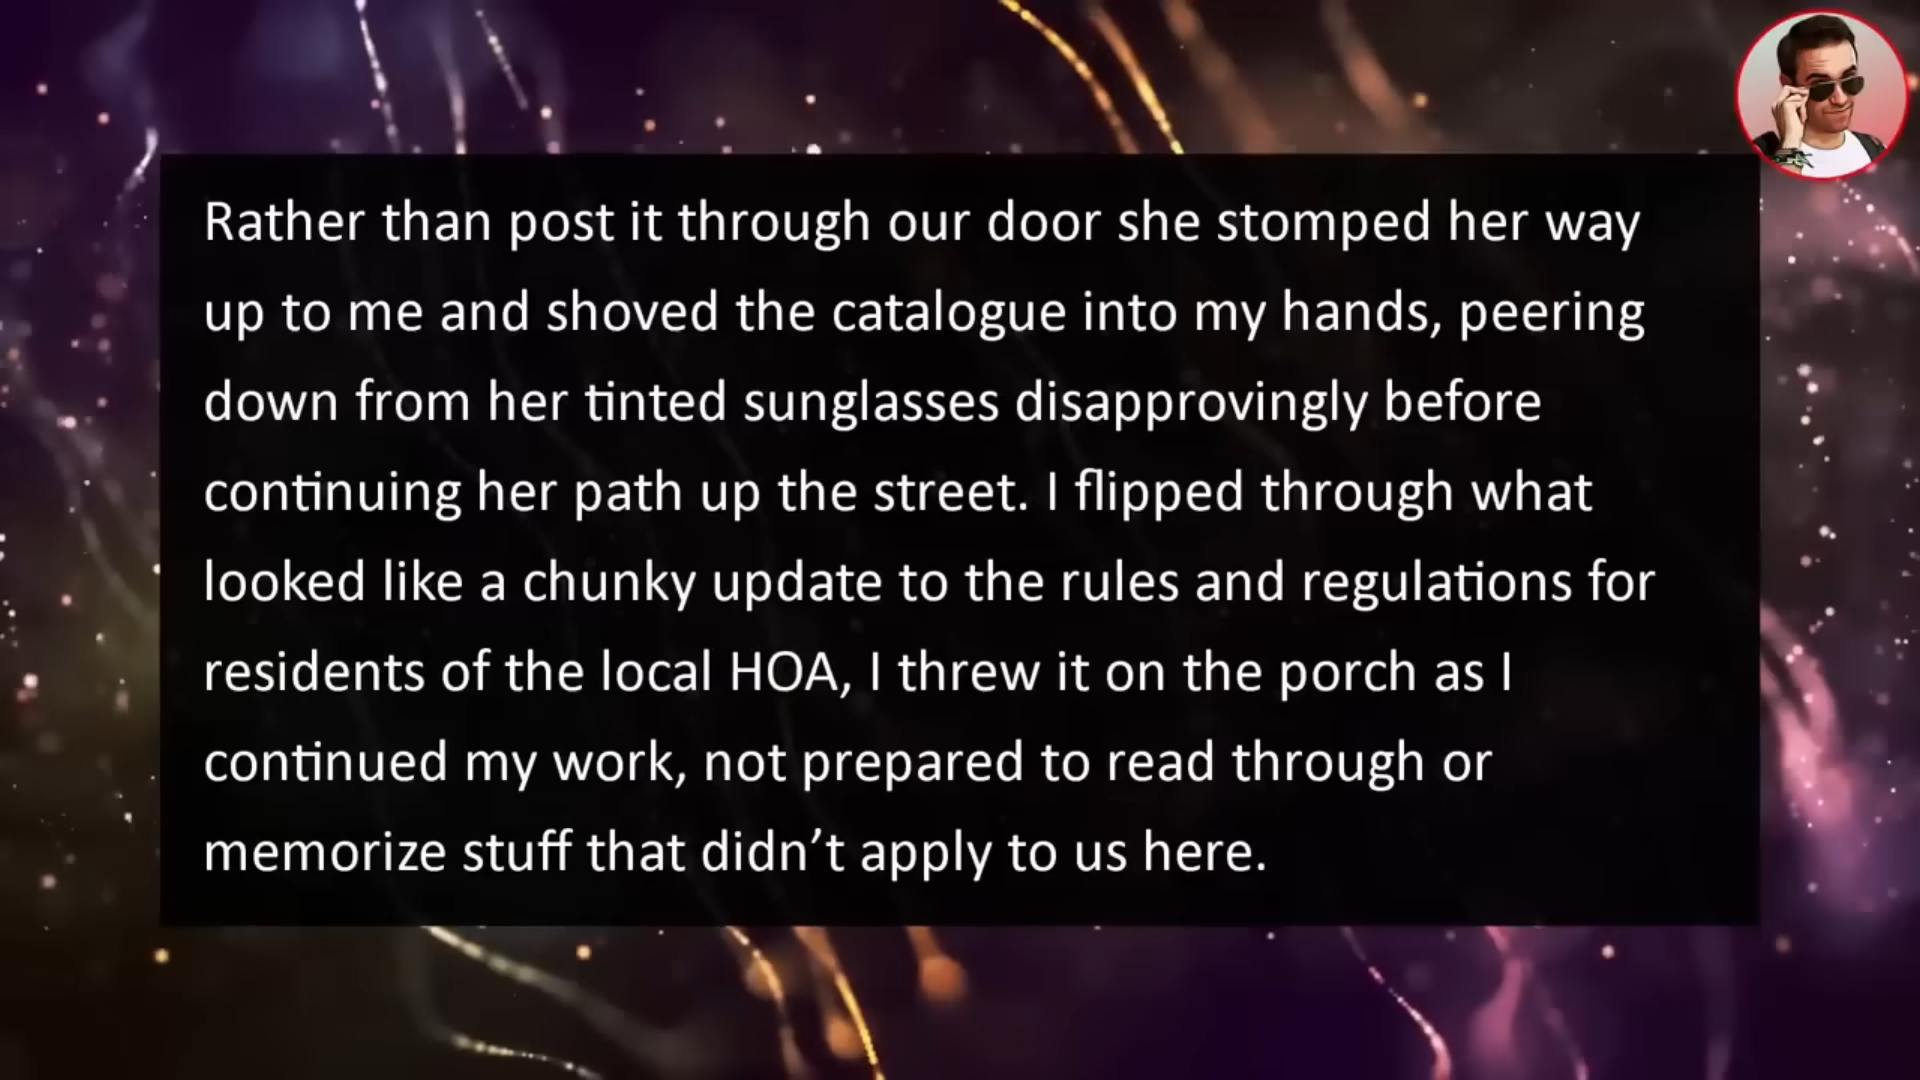 Rather than post it through our door she stomped her way
up to me and shoved the catalogue into my hands, peering
down from her tinted sunglasses disapprovingly before
continuing her path up the street. I flipped through what
looked like a chunky update to the rules and regulations for
residents of the local HOA, I threw it on the porch as I
continued my work, not prepared to read through or
memorize stuff that didn’t apply to us here.